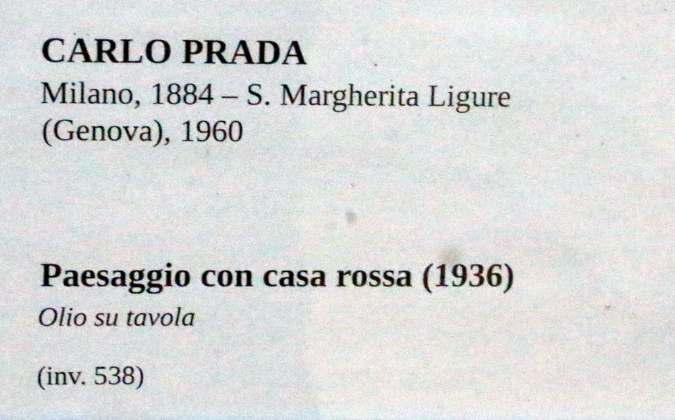 CARLO PRADA
Milano, 1884 – S. Margherita Ligure
(Genova), 1960
Paesaggio con casa rossa (1936)
Olio su tavola
(inv. 538)